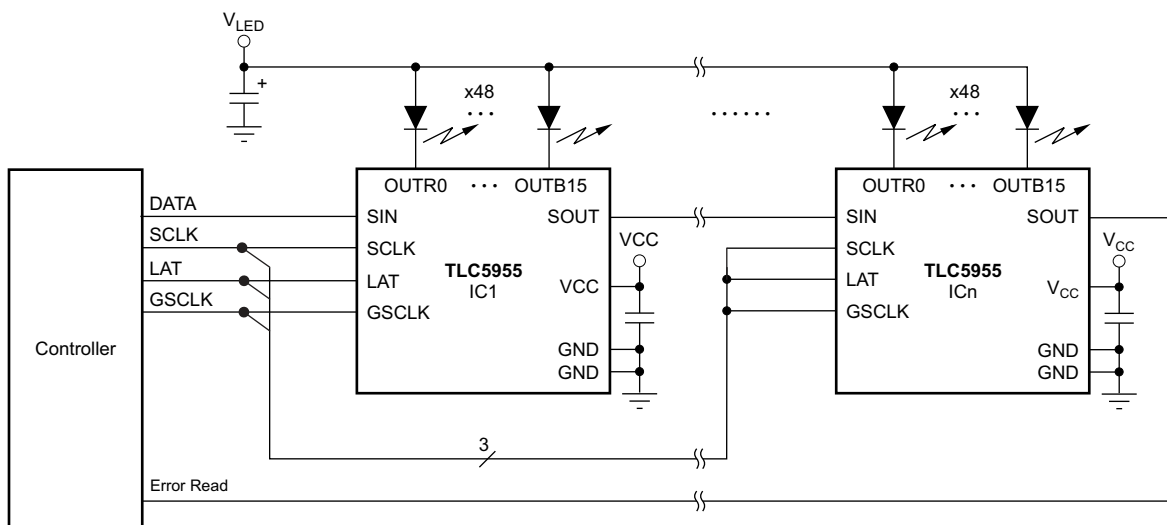 VLED
+
x48
...
......
x48
...
OUTR0 ... OUTB15
OUTR0 ... OUTB15
DATA
SIN
SOUT
SIN
SOUT
SCLK
SCLK
VCC
SCLK
VCC
TLC5955
TLC5955
LAT
LAT
IC1
VCC
LAT
ICn
VCC
GSCLK
GSCLK
GSCLK
Controller
GND
GND
GND
GND
3
Error Read